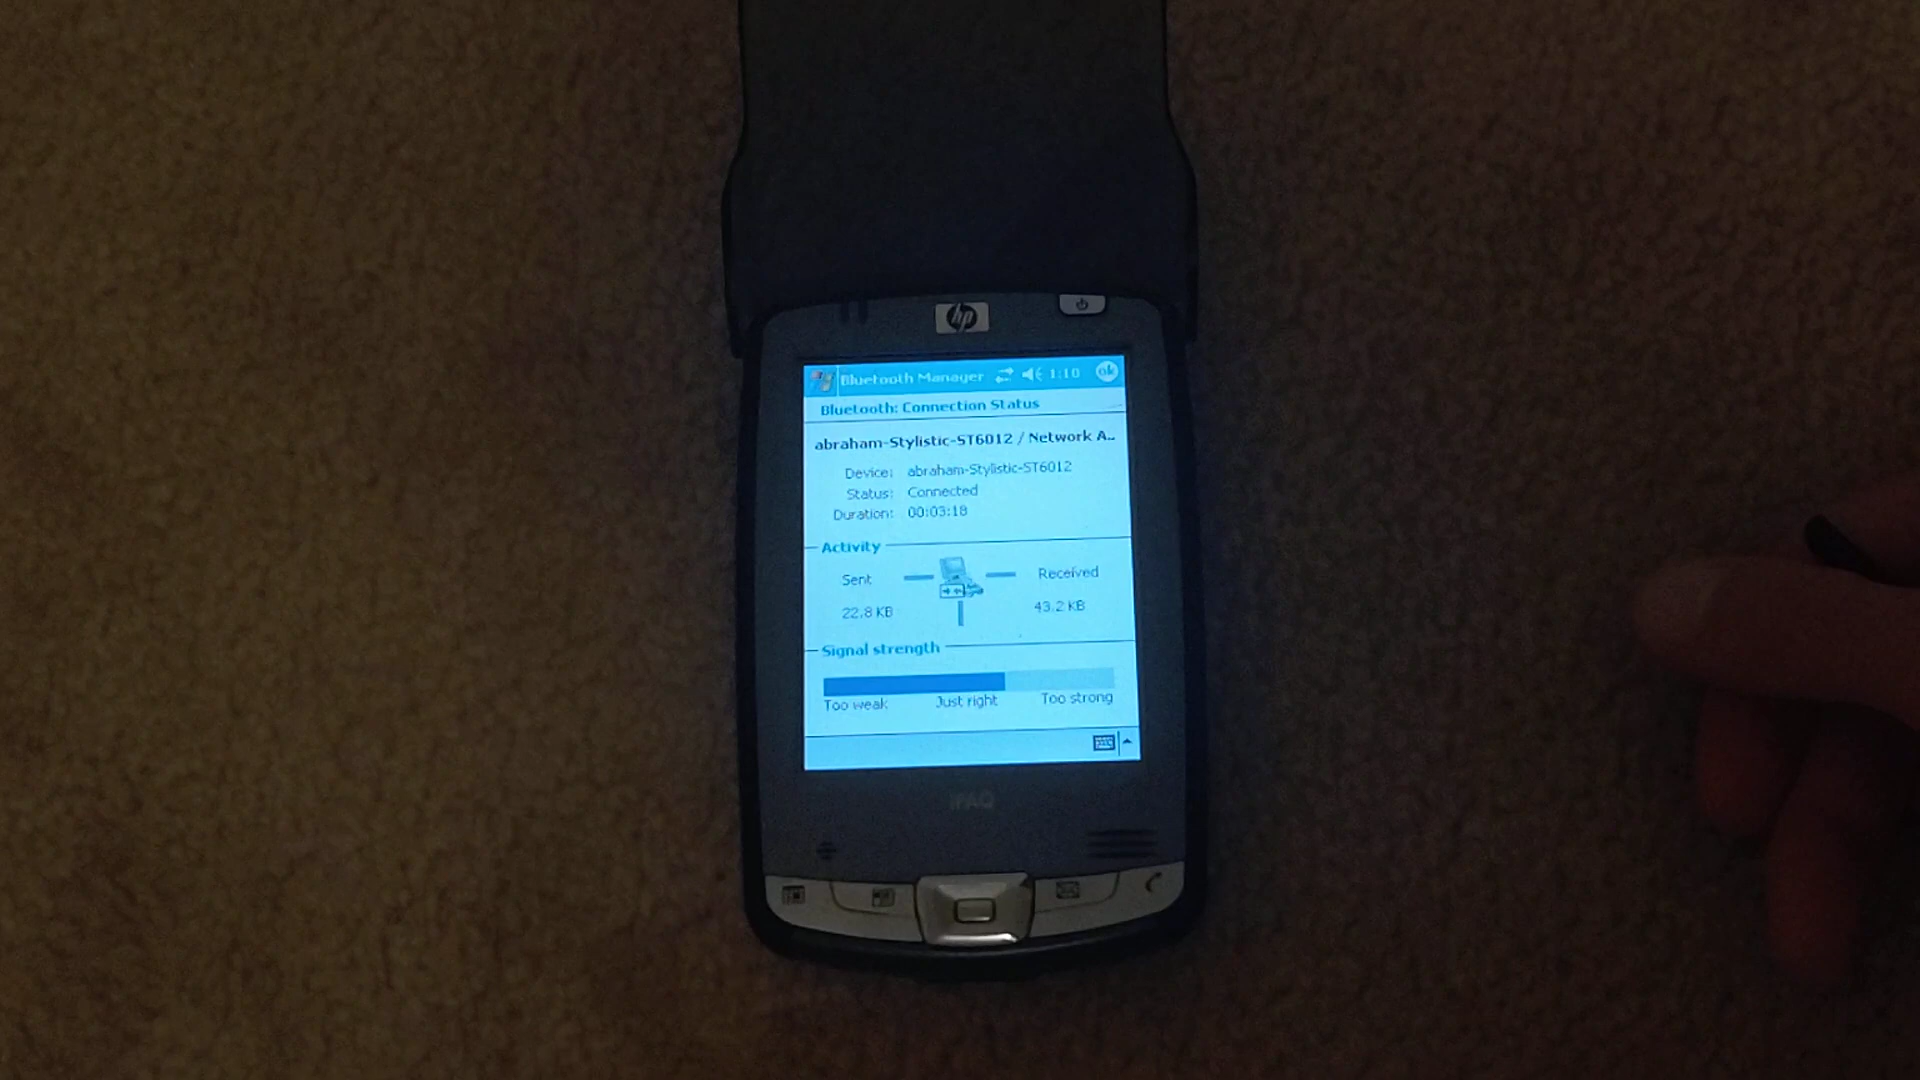 hp
Bluetooth Manager 1:10 ok
Bluetooth: Connection Status
abraham-Stylistic-ST6012 / Network A..
Device: abraham-Stylistic-ST6012
Status: Connected
Duration: 00:03:18
Activity
Sent Received
22.8 KB 43.2 KB
Signal strength
Too weak Just right Too strong
iPAQ